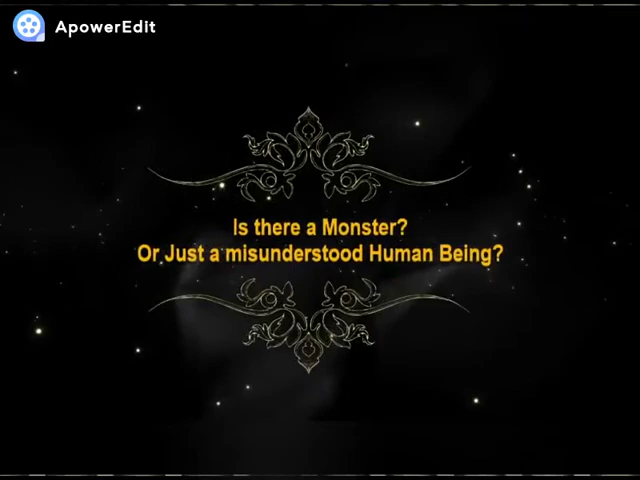 ApowerEdit
Is there a Monster?
Or Just a misunderstood Human Being?